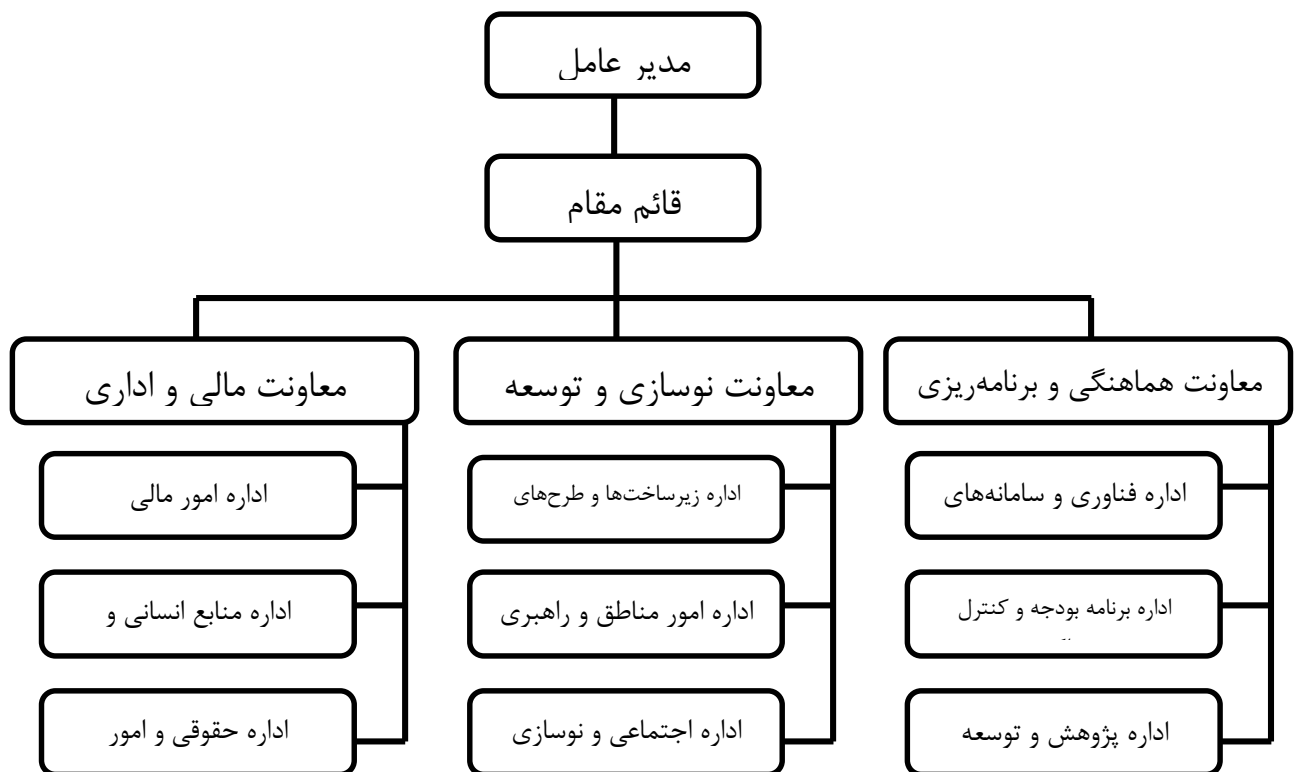 مدیر عامل
قائم مقام
معاونت هماهنگی و برنامه‌ریزی
معاونت نوسازی و توسعه
معاونت مالی و اداری
اداره فناوری و سامانه‌های
اداره زیرساخت‌ها و طرح‌های
اداره امور مالی
اداره برنامه بودجه و کنترل
اداره امور مناطق و راهبری
اداره منابع انسانی و
اداره پژوهش و توسعه
اداره اجتماعی و نوسازی
اداره حقوقی و امور